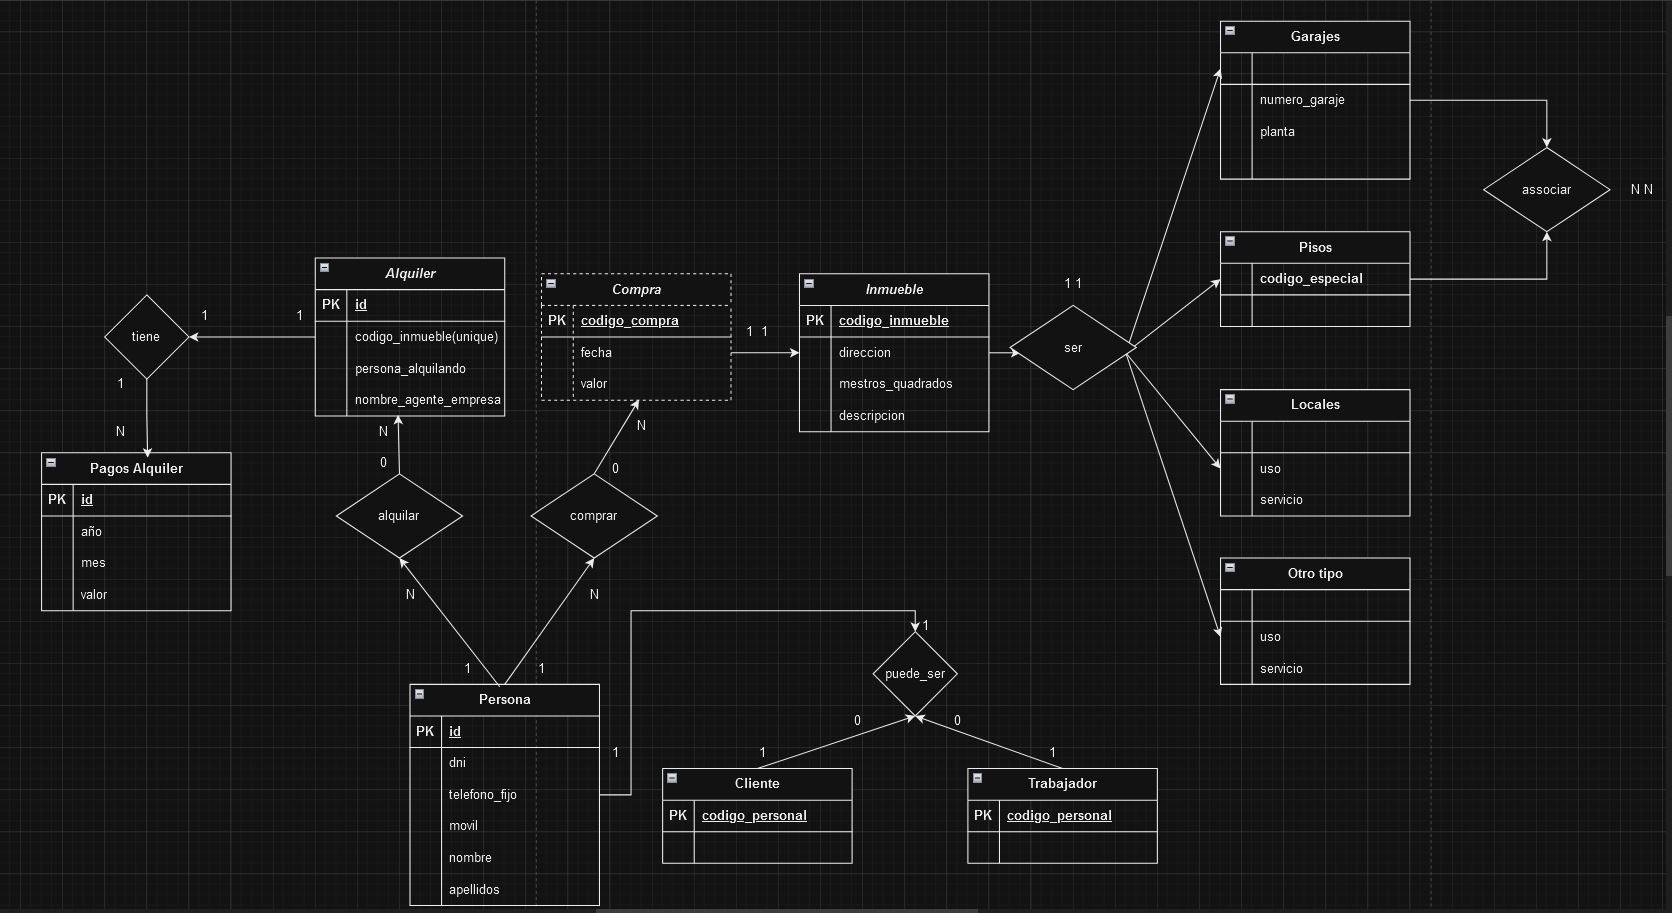 Garajes
numero_garaje
planta
associar
N N
Pisos
codigo_especial
Alquiler
PK id
codigo_inmueble(unique)
persona_alquilando
nombre_agente_empresa
Compra
PK codigo_compra
fecha
valor
1 1
Inmueble
PK codigo_inmueble
direccion
mestros_quadrados
descripcion
1 1
ser
tiene
1
1
1
N
Pagos Alquiler
PK id
año
mes
valor
N
0
alquilar
N
1
N
0
comprar
N
1
Locales
uso
servicio
Otro tipo
uso
servicio
Persona
PK id
dni
telefono_fijo
movil
nombre
apellidos
1
1
puede_ser
0
0
1
1
Cliente
PK codigo_personal
Trabajador
PK codigo_personal